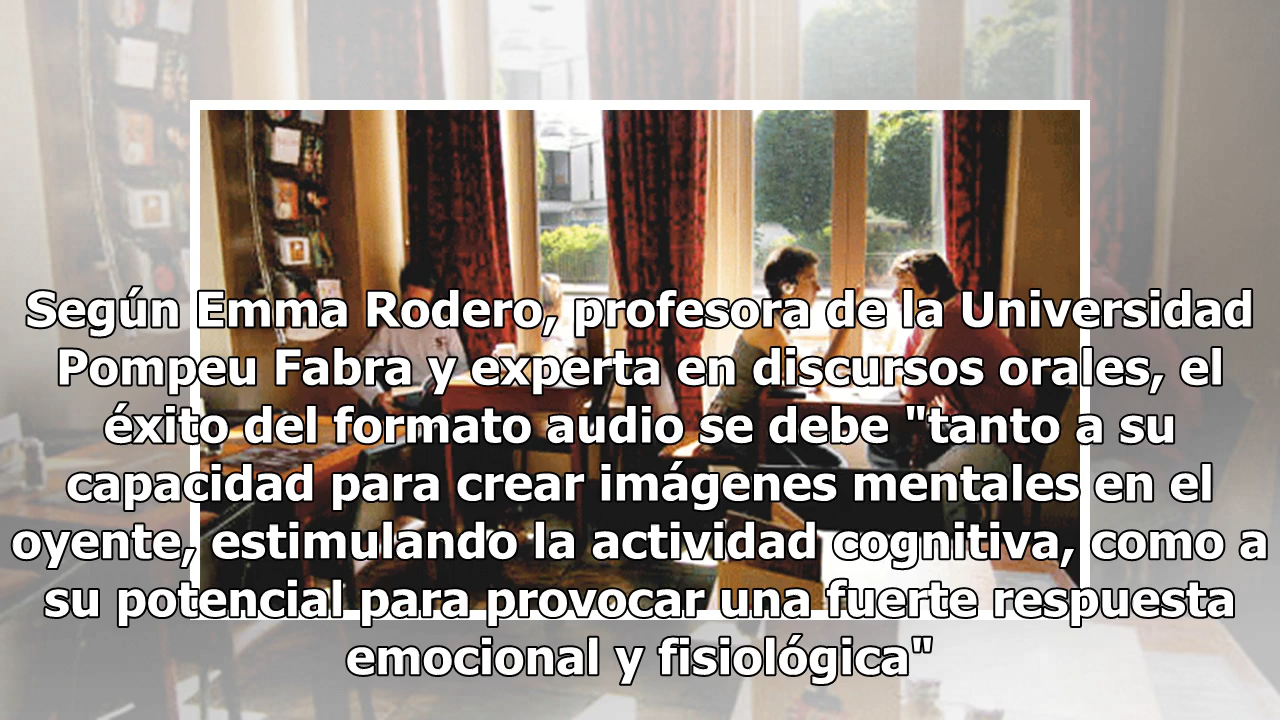 Según Emma Rodero, profesora de la Universidad
Pompeu Fabra y experta en discursos orales, el
éxito del formato audio se debe "tanto a su
capacidad para crear imágenes mentales en el
oyente, estimulando la actividad cognitiva, como a
su potencial para provocar una fuerte respuesta
emocional y fisiológica"